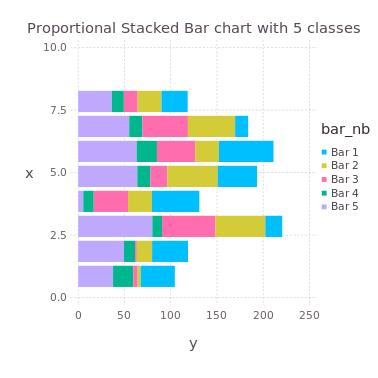 Proportional Stacked Bar chart with 5 classes
10.0
7.5
x
5.0
2.5
0.0
0
50
100
150
200
250
y
bar_nb
Bar 1
Bar 2
Bar 3
Bar 4
Bar 5